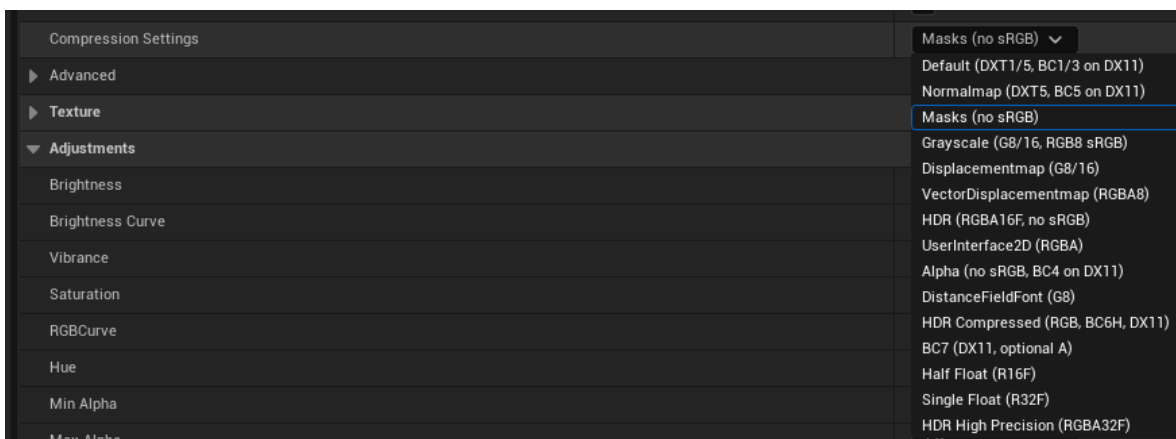 Compression Settings
Masks (no sRGB)
Default (DXT1/5, BC1/3 on DX11)
Advanced
Normalmap (DXT5, BC5 on DX11)
Texture
Masks (no sRGB)
Adjustments
Grayscale (G8/16, RGB8 sRGB)
Displacementmap (G8/16)
Brightness
VectorDisplacementmap (RGBA8)
Brightness Curve
HDR (RGBA16F, no sRGB)
UserInterface2D (RGBA)
Vibrance
Alpha (no sRGB, BC4 on DX11)
Saturation
DistanceFieldFont (G8)
HDR Compressed (RGB, BC6H, DX11)
RGBCurve
BC7 (DX11, optional A)
Hue
Half Float (R16F)
Min Alpha
Single Float (R32F)
HDR High Precision (RGBA32F)
Max Alpha